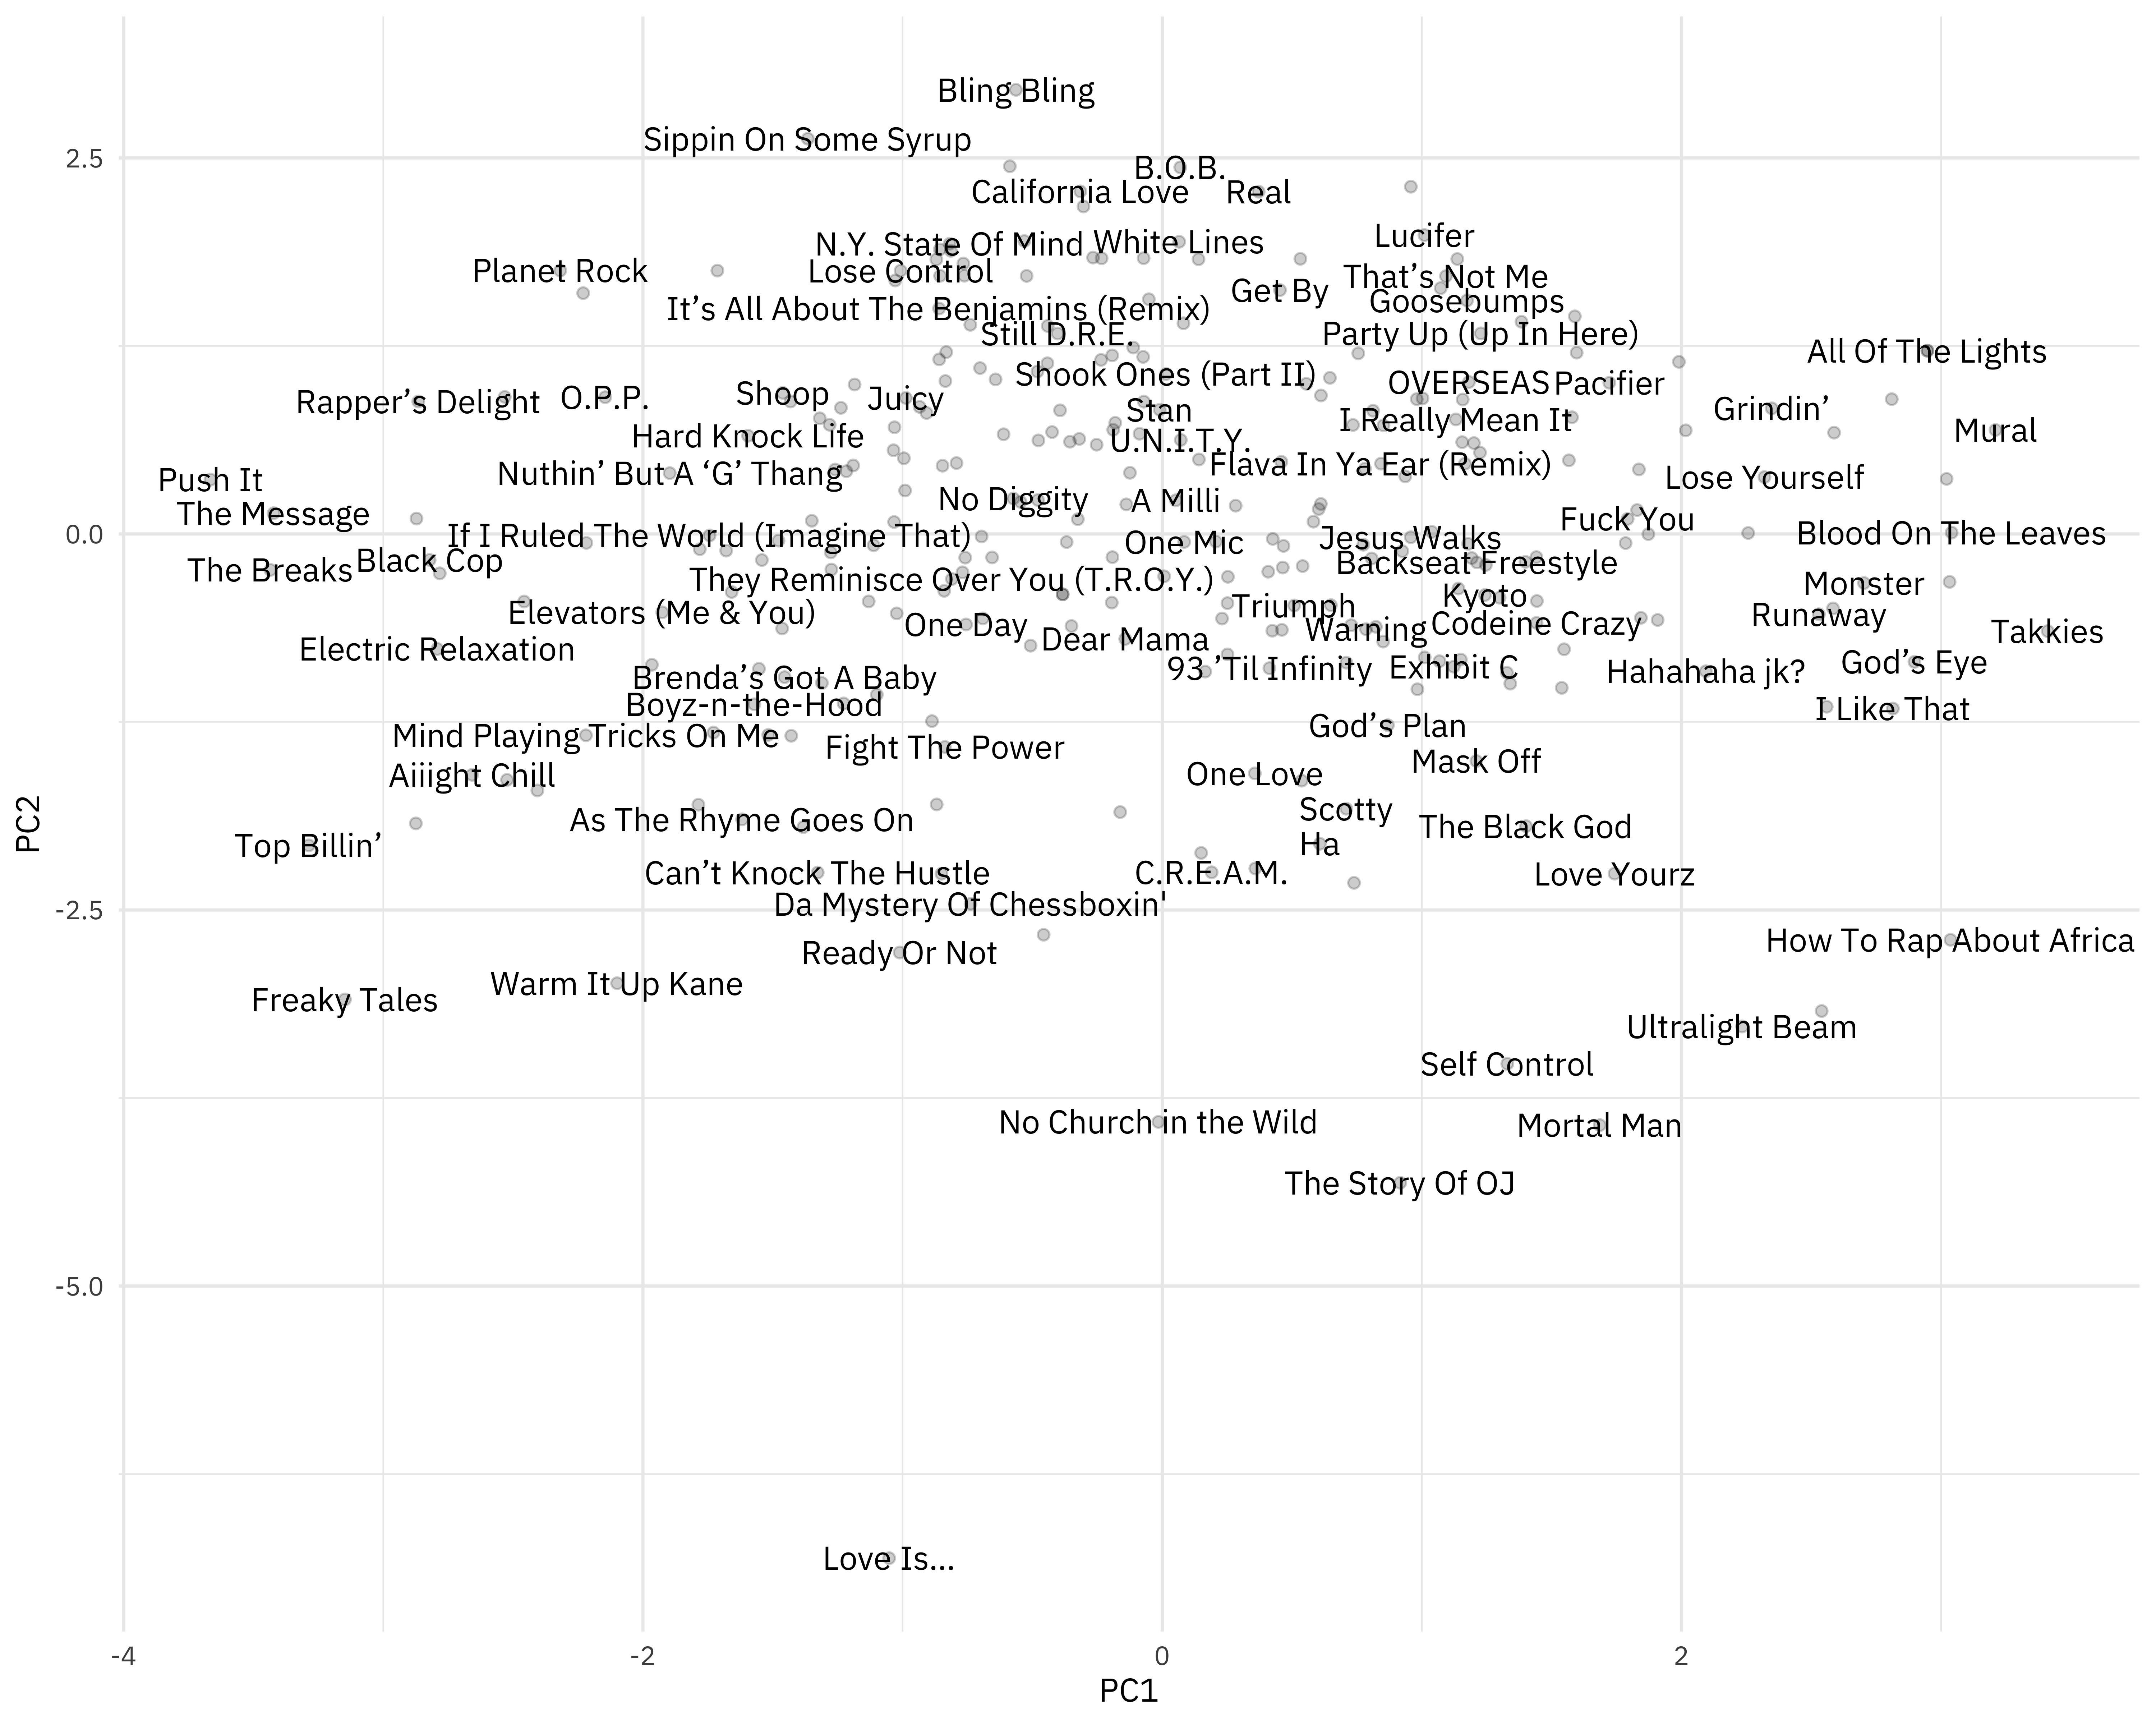 Bling Bling
Sippin On Some Syrup
2.5
B.O.B.
California Love
Real
Lucifer
N.Y. State Of Mind
White Lines
Planet Rock
Lose Control
That’s Not Me
Get By
Goosebumps
It’s All About The Benjamins (Remix)
Still D.R.E.
Party Up (Up In Here)
All Of The Lights
Shook Ones (Part II)
OVERSEAS
Pacifier
Rapper’s Delight
O.P.P.
Shoop
Juicy
Stan
Grindin’
I Really Mean It
Mural
Hard Knock Life
U.N.I.T.Y.
Flava In Ya Ear (Remix)
Nuthin’ But A ‘G’ Thang
Push It
Lose Yourself
No Diggity
A Milli
The Message
Fuck You
0.0
If I Ruled The World (Imagine That)
One Mic
Jesus Walks
Blood On The Leaves
The Breaks
Black Cop
Backseat Freestyle
They Reminisce Over You (T.R.O.Y.)
Monster
Kyoto
Elevators (Me & You)
Triumph
Runaway
One Day
Warning
Codeine Crazy
Takkies
Dear Mama
Electric Relaxation
93 ’Til Infinity
Exhibit C
Hahahaha jk?
God’s Eye
Brenda’s Got A Baby
Boyz-n-the-Hood
I Like That
God’s Plan
Mind Playing Tricks On Me
Fight The Power
Mask Off
Aiiight Chill
One Love
Scotty
As The Rhyme Goes On
The Black God
Top Billin’
Ha
Can’t Knock The Hustle
C.R.E.A.M.
Love Yourz
Da Mystery Of Chessboxin'
-2.5
Ready Or Not
How To Rap About Africa
Warm It Up Kane
Freaky Tales
Ultralight Beam
Self Control
No Church in the Wild
Mortal Man
The Story Of OJ
-5.0
Love Is...
PC2
-4
-2
0
2
PC1